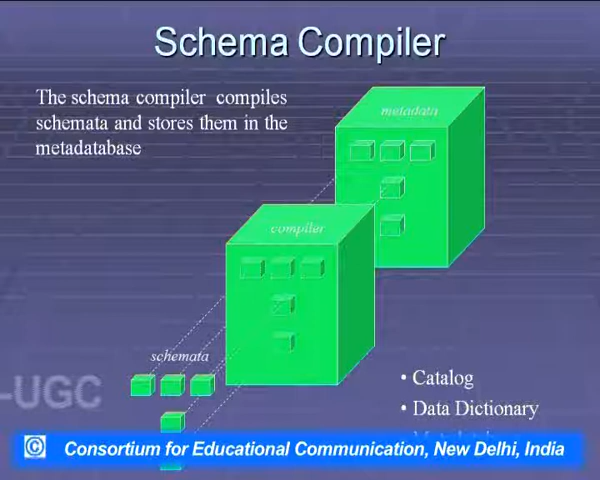 Schema Compiler
The schema compiler compiles
schemata and stores them in the
metadatabase
metadata
compiler
schemata
• Catalog
-UGC
• Data Dictionary
© Consortium for Educational Communication, New Delhi, India